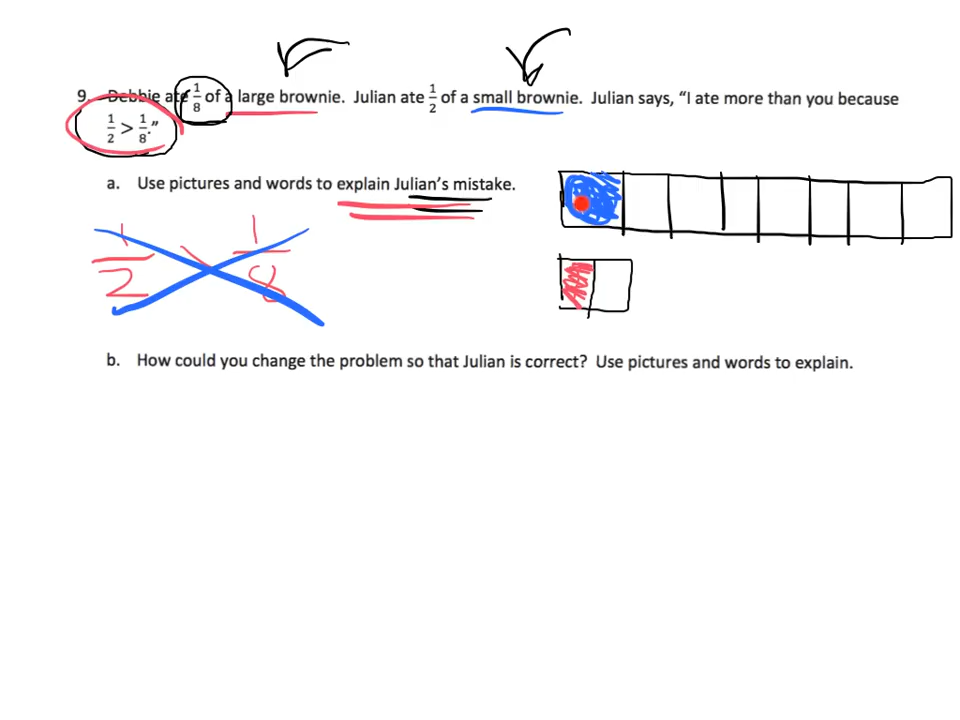 9. Debbie ate 1/8 of a large brownie. Julian ate 1/2 of a small brownie. Julian says, “I ate more than you because
1/2 > 1/8.”
a. Use pictures and words to explain Julian’s mistake.
1/2 > 1/8
b. How could you change the problem so that Julian is correct? Use pictures and words to explain.